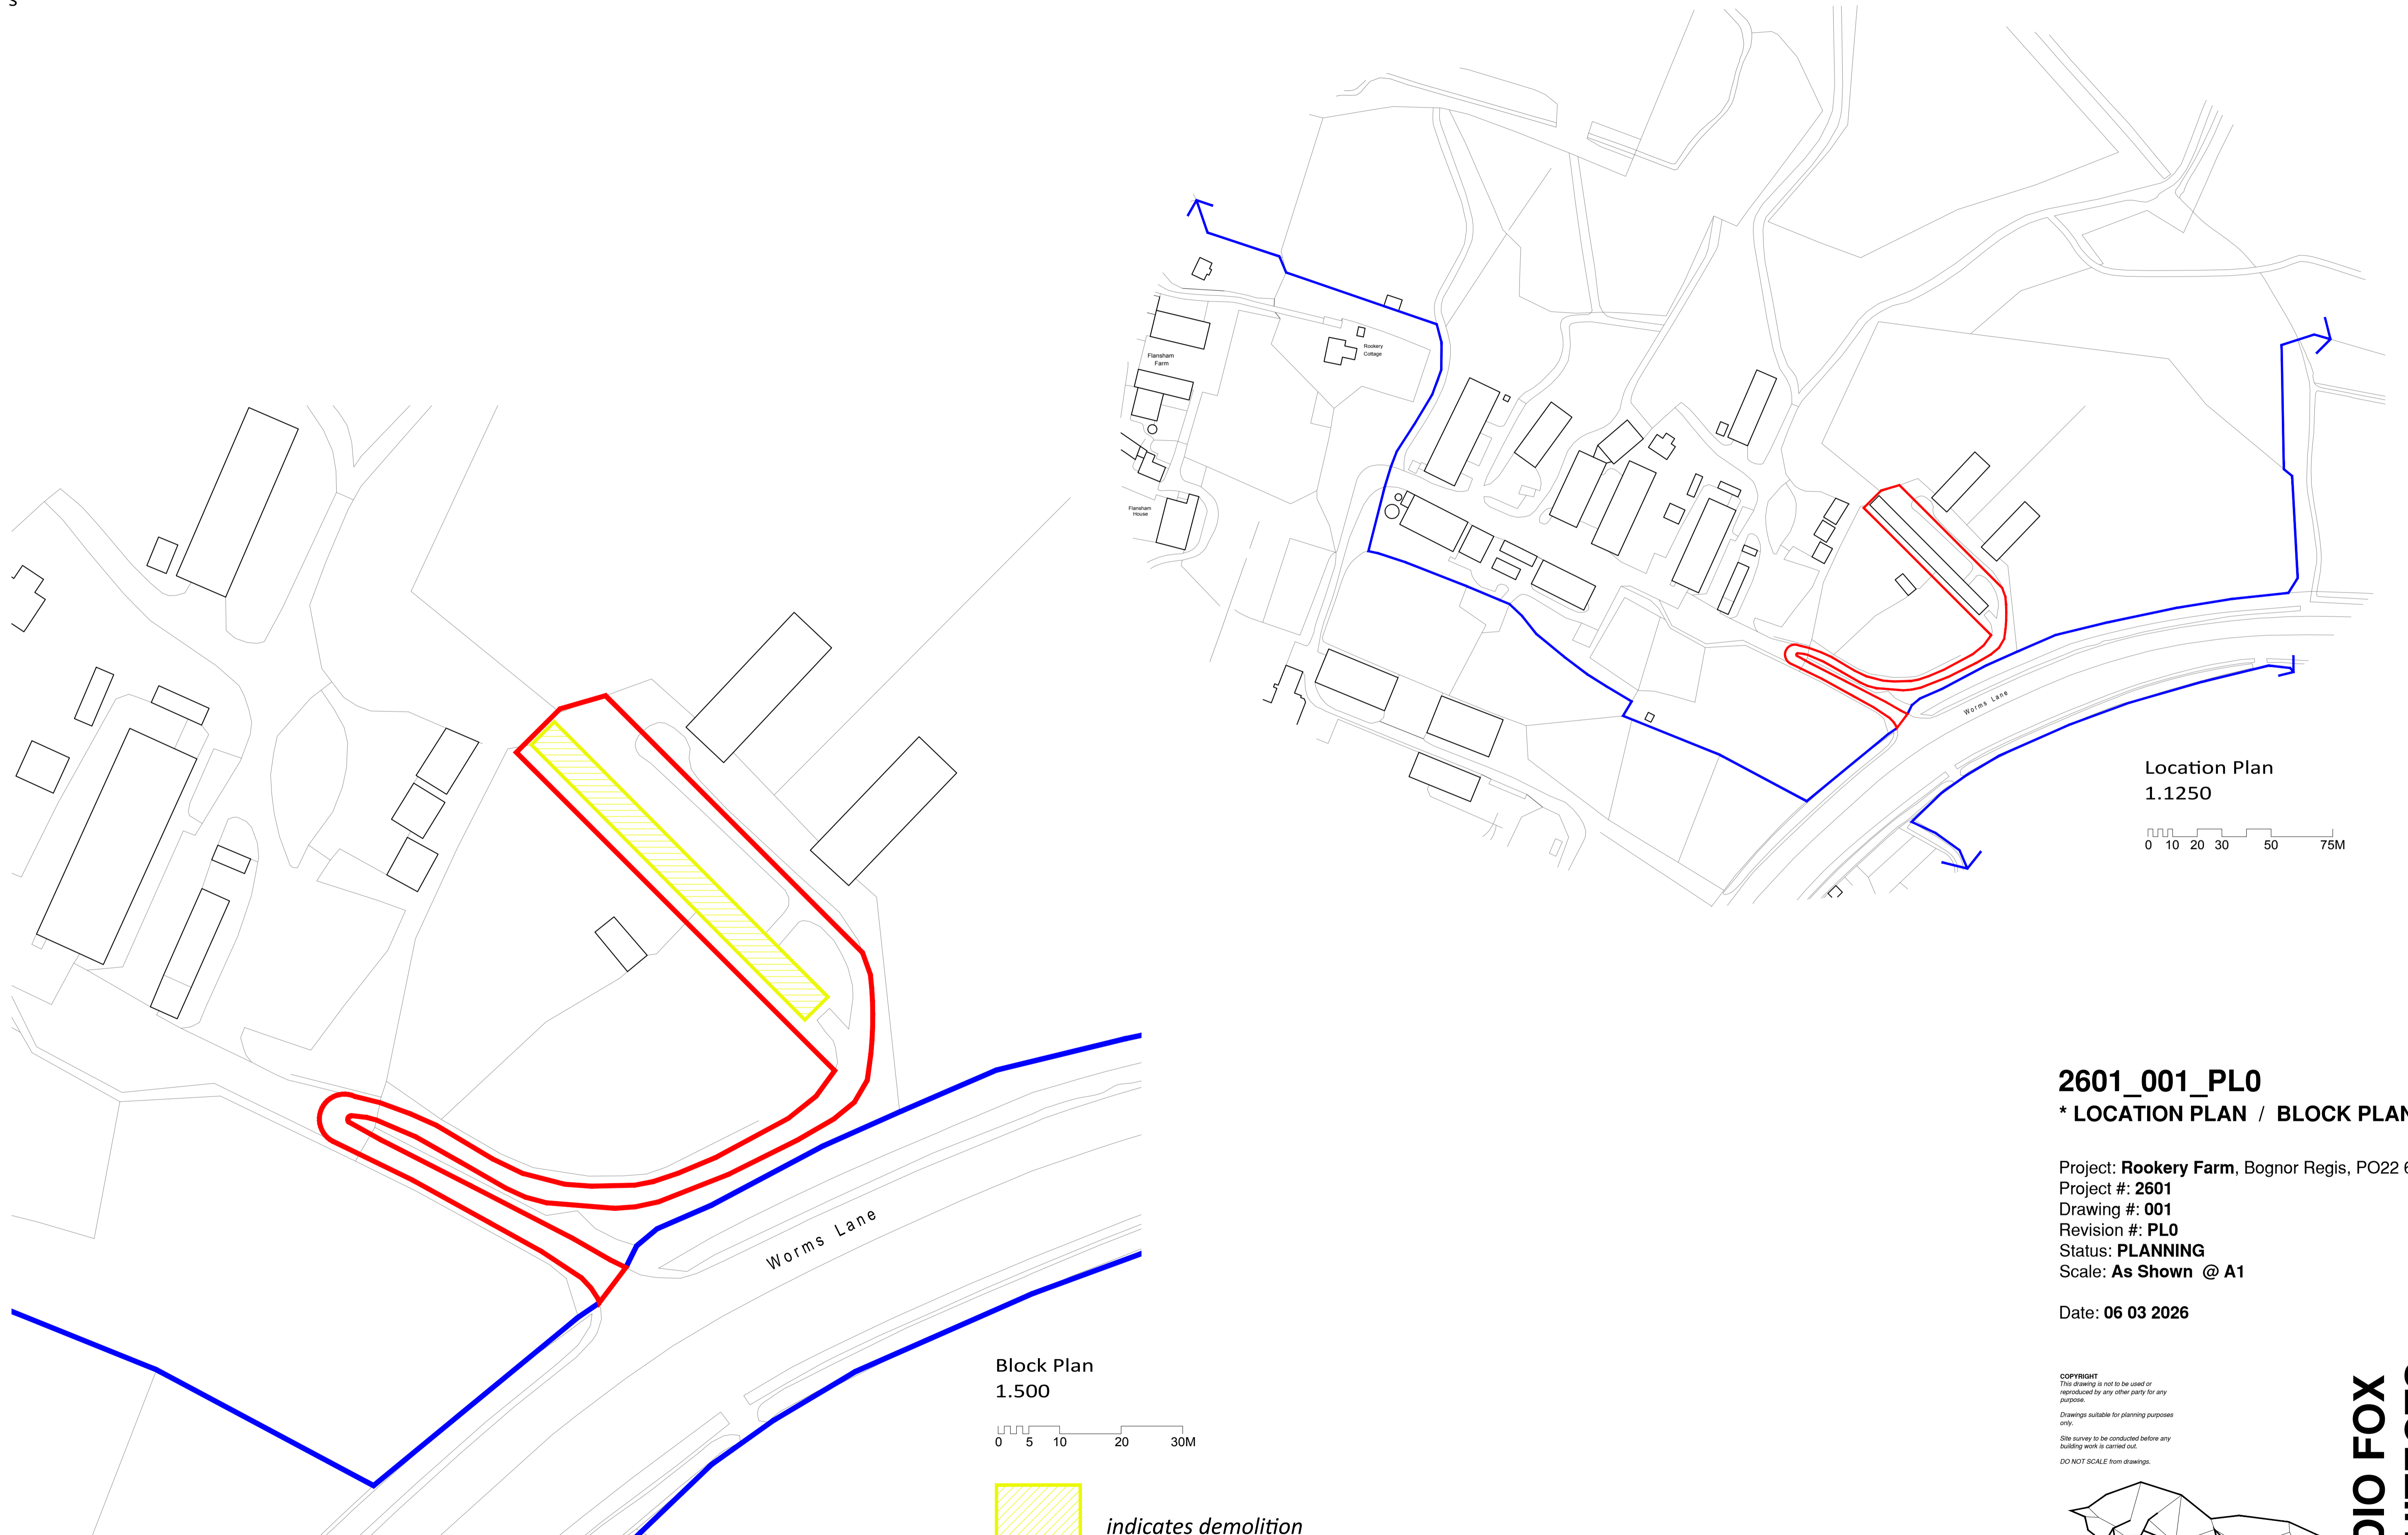 s
Flansham
Farm
Rookery
Cottage
Flansham
House
Worms Lane
Location Plan
1.1250
0 10 20 30 50 75M
Worms Lane
Block Plan
1.500
0 5 10 20 30M
indicates demolition
2601_001_PL0
* LOCATION PLAN / BLOCK PLAN
Project: Rookery Farm, Bognor Regis, PO22 6
Project #: 2601
Drawing #: 001
Revision #: PL0
Status: PLANNING
Scale: As Shown @ A1
Date: 06 03 2026
COPYRIGHT
This drawing is not to be used or
reproduced by any other party for any
purpose.
Drawings suitable for planning purposes
only.
Site survey to be conducted before any
building work is carried out.
DO NOT SCALE from drawings.
DIO FOX